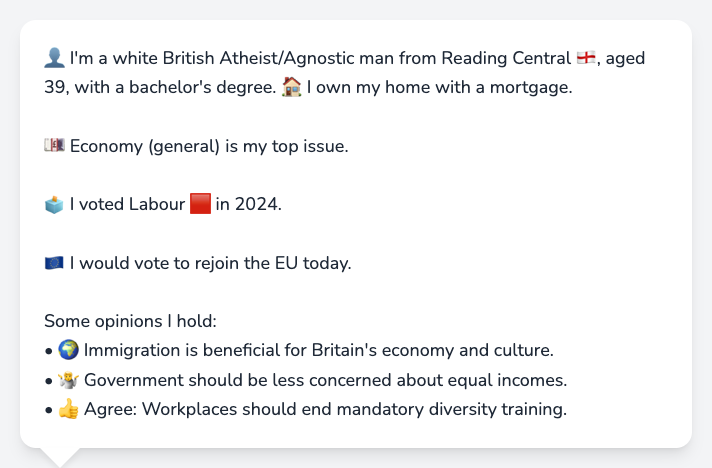 👤 I'm a white British Atheist/Agnostic man from Reading Central 🏴󠁧󠁢󠁥󠁮󠁧󠁿, aged
39, with a bachelor's degree. 🏠 I own my home with a mortgage.
💷 Economy (general) is my top issue.
🗳️ I voted Labour 🟥 in 2024.
🇪🇺 I would vote to rejoin the EU today.
Some opinions I hold:
• 🌍 Immigration is beneficial for Britain's economy and culture.
• 🤷 Government should be less concerned about equal incomes.
• 👍 Agree: Workplaces should end mandatory diversity training.